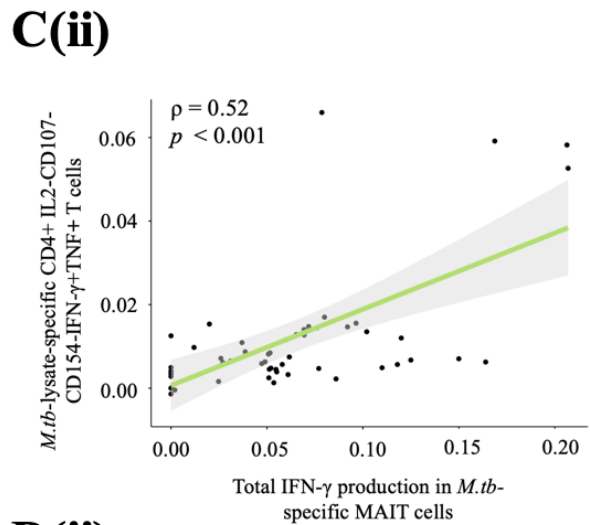 C(ii)
ρ = 0.52
p < 0.001
M.tb-lysate-specific CD4+ IL2-CD107-
CD154-IFN-γ+TNF+ T cells
0.06
0.04
0.02
0.00
0.00 0.05 0.10 0.15 0.20
Total IFN-γ production in M.tb-
specific MAIT cells